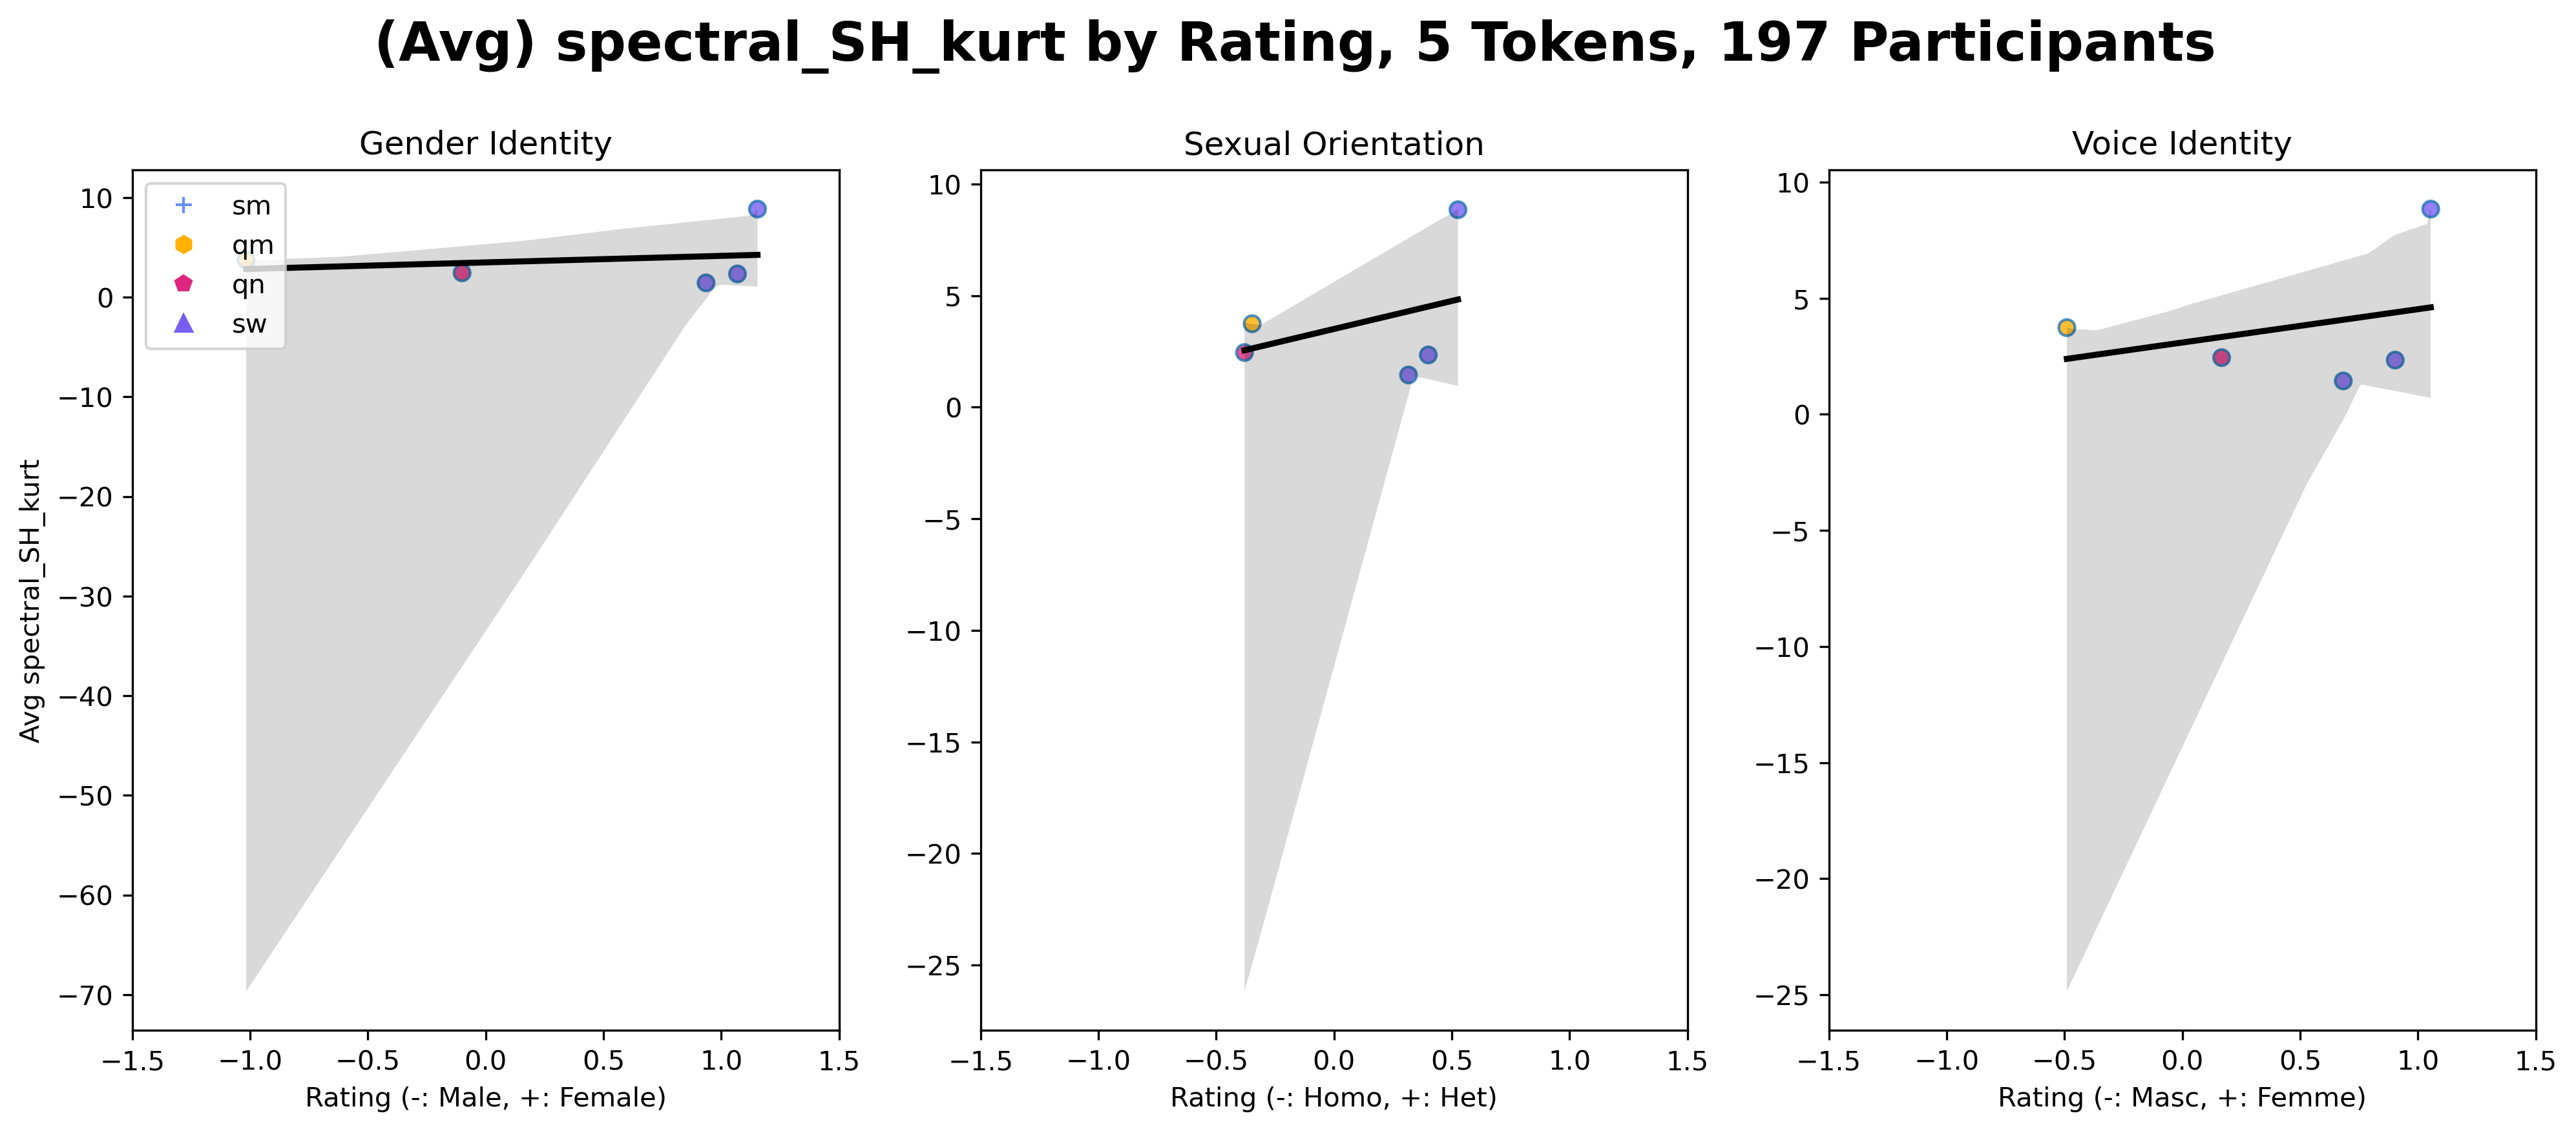 (Avg) spectral_SH_kurt by Rating, 5 Tokens, 197 Participants
Gender Identity
Sexual Orientation
Voice Identity
sm
qm
qn
sw
Avg spectral_SH_kurt
10
0
−10
−20
−30
−40
−50
−60
−70
−1.5 −1.0 −0.5 0.0 0.5 1.0 1.5
Rating (-: Male, +: Female)
10
5
0
−5
−10
−15
−20
−25
−1.5 −1.0 −0.5 0.0 0.5 1.0 1.5
Rating (-: Homo, +: Het)
10
5
0
−5
−10
−15
−20
−25
−1.5 −1.0 −0.5 0.0 0.5 1.0 1.5
Rating (-: Masc, +: Femme)